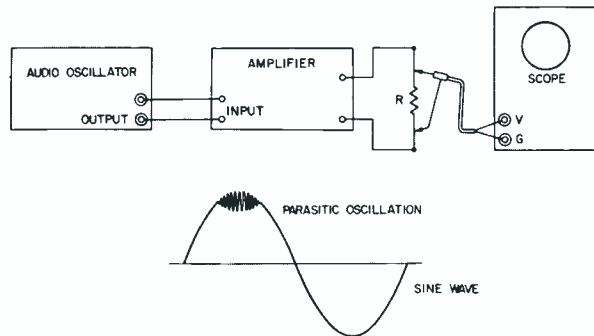 AUDIO OSCILLATOR
OUTPUT
AMPLIFIER
INPUT
R
SCOPE
V
G
PARASITIC OSCILLATION
SINE WAVE